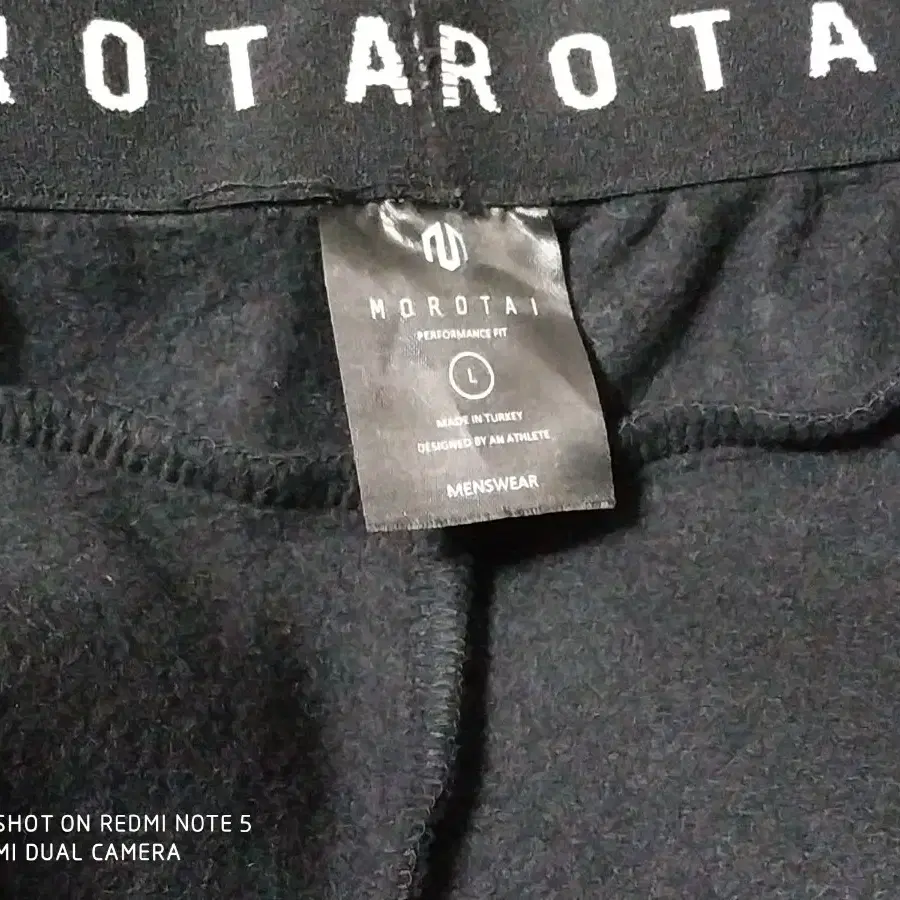 ROTAROTA
MOROTAI
PERFORMANCE FIT
L
MADE IN TURKEY
DESIGNED BY AN ATHLETE
MENSWEAR
SHOT ON REDMI NOTE 5
MI DUAL CAMERA